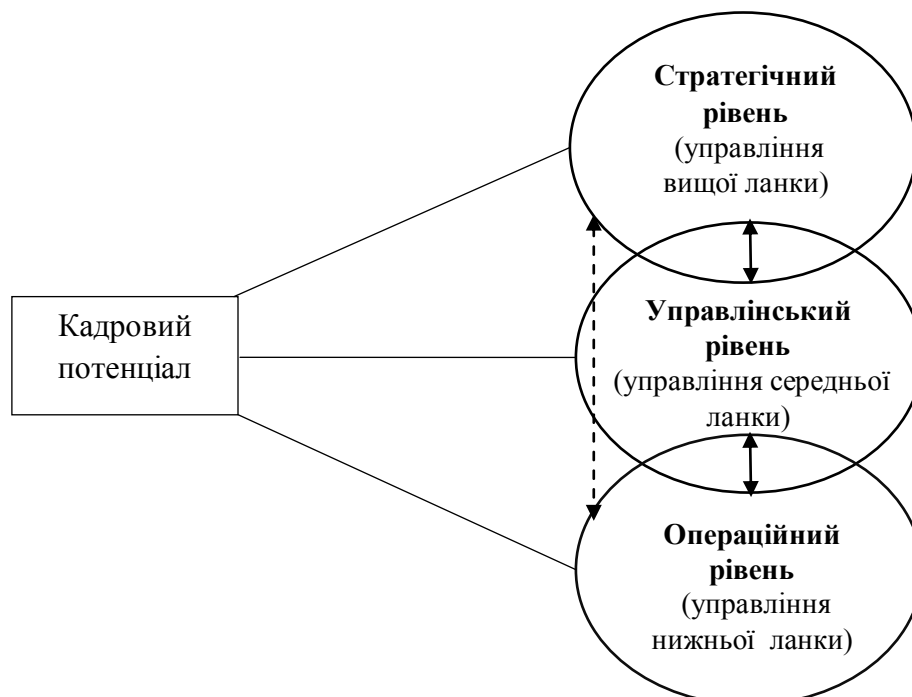 Стратегічний
рівень
(управління
вищої ланки)
Кадровий
потенціал
Управлінський
рівень
(управління середньої
ланки)
Операційний
рівень
(управління
нижньої ланки)